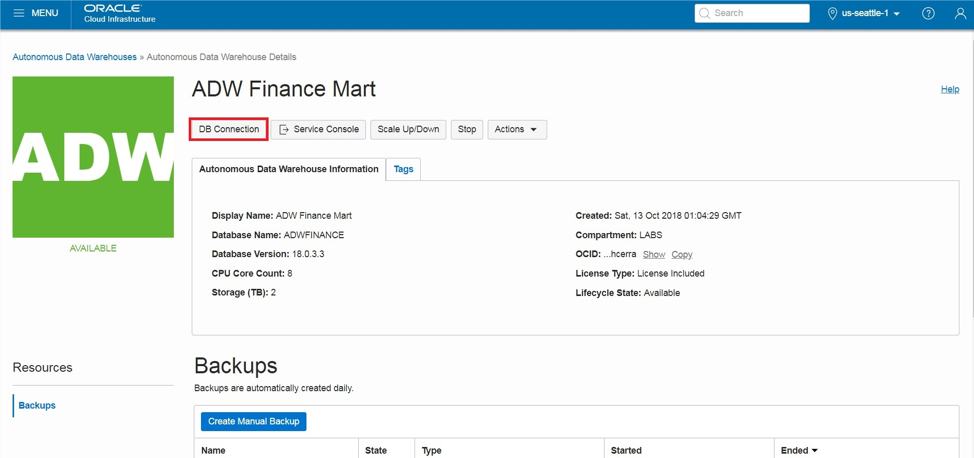 MENU
ORACLE
Cloud Infrastructure
Search
us-seattle-1
Autonomous Data Warehouses » Autonomous Data Warehouse Details
ADW
AVAILABLE
ADW Finance Mart
Help
DB Connection
Service Console
Scale Up/Down
Stop
Actions
Autonomous Data Warehouse Information
Tags
Display Name: ADW Finance Mart
Database Name: ADWFINANCE
Database Version: 18.0.3.3
CPU Core Count: 8
Storage (TB): 2
Created: Sat, 13 Oct 2018 01:04:29 GMT
Compartment: LABS
OCID: ...hcerra Show Copy
License Type: License Included
Lifecycle State: Available
Resources
Backups
Backups
Backups are automatically created daily.
Create Manual Backup
Name State Type Started Ended